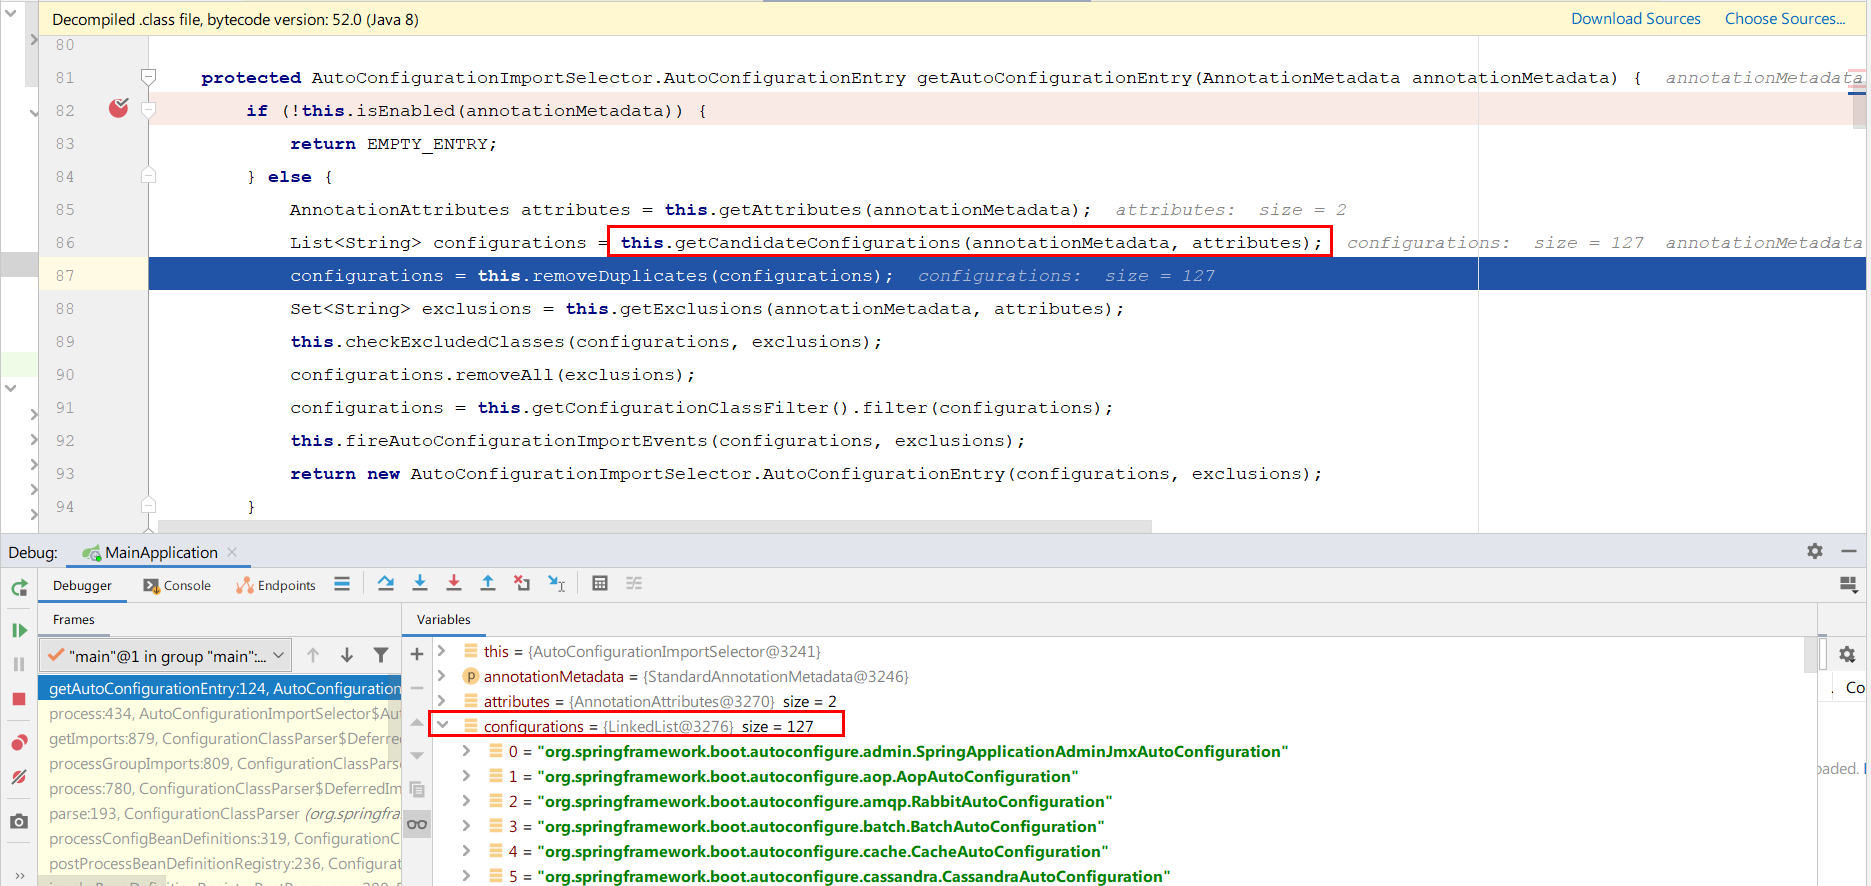 Decompiled .class file, bytecode version: 52.0 (Java 8) Download Sources Choose Sources...
80
81 protected AutoConfigurationImportSelector.AutoConfigurationEntry getAutoConfigurationEntry(AnnotationMetadata annotationMetadata) { annotationMetadata
82 if (!this.isEnabled(annotationMetadata)) {
83 return EMPTY_ENTRY;
84 } else {
85 AnnotationAttributes attributes = this.getAttributes(annotationMetadata); attributes: size = 2
86 List<String> configurations = this.getCandidateConfigurations(annotationMetadata, attributes); configurations: size = 127 annotationMetadata
87 configurations = this.removeDuplicates(configurations); configurations: size = 127
88 Set<String> exclusions = this.getExclusions(annotationMetadata, attributes);
89 this.checkExcludedClasses(configurations, exclusions);
90 configurations.removeAll(exclusions);
91 configurations = this.getConfigurationClassFilter().filter(configurations);
92 this.fireAutoConfigurationImportEvents(configurations, exclusions);
93 return new AutoConfigurationImportSelector.AutoConfigurationEntry(configurations, exclusions);
94 }
Debug: MainApplication
Debugger Console Endpoints
Frames
"main"@1 in group "main":...
getAutoConfigurationEntry:124, AutoConfiguration
process:434, AutoConfigurationImportSelector$Aut
getImports:879, ConfigurationClassParser$Deferred
processGroupImports:809, ConfigurationClassParse
process:780, ConfigurationClassParser$DeferredIm
parse:193, ConfigurationClassParser (org.springfra
processConfigBeanDefinitions:319, ConfigurationC
postProcessBeanDefinitionRegistry:236, Configurat
Variables
this = {AutoConfigurationImportSelector@3241}
p annotationMetadata = {StandardAnnotationMetadata@3246}
attributes = {AnnotationAttributes@3270} size = 2
configurations = {LinkedList@3276} size = 127
0 = "org.springframework.boot.autoconfigure.admin.SpringApplicationAdminJmxAutoConfiguration"
1 = "org.springframework.boot.autoconfigure.aop.AopAutoConfiguration"
2 = "org.springframework.boot.autoconfigure.amqp.RabbitAutoConfiguration"
3 = "org.springframework.boot.autoconfigure.batch.BatchAutoConfiguration"
4 = "org.springframework.boot.autoconfigure.cache.CacheAutoConfiguration"
5 = "org.springframework.boot.autoconfigure.cassandra.CassandraAutoConfiguration"
. Co
oaded.